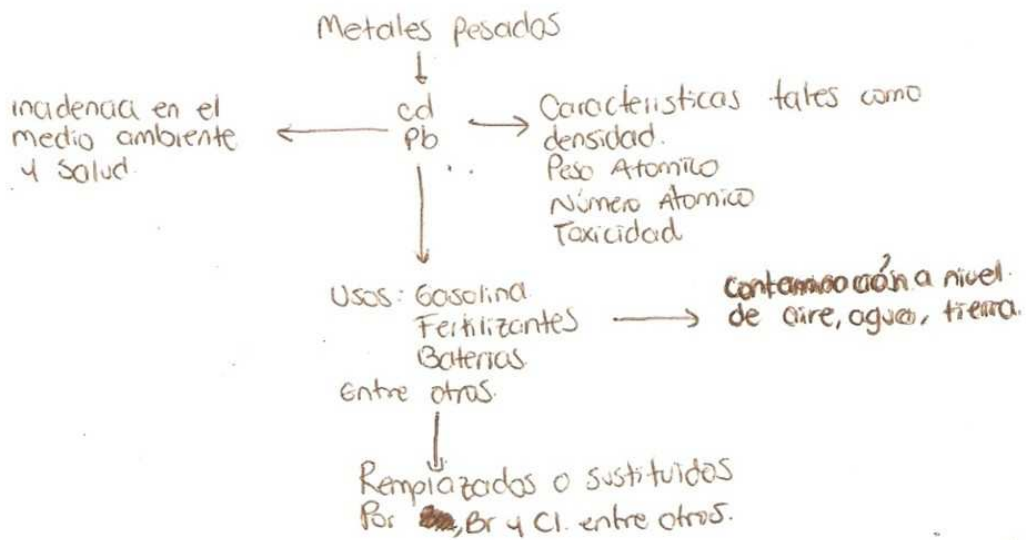 Metales pesados
incidencia en el
medio ambiente
y salud.
cd
Pb
Caracteristicas tales como
densidad.
Peso Atomico
Número Atomico
Toxicidad
Usos: Gasolina
Fertilizantes
Baterias
Entre otros.
contaminación a nivel
de aire, agua, tierra.
Remplazados o sustituidos
Por , Br y Cl. entre otros.